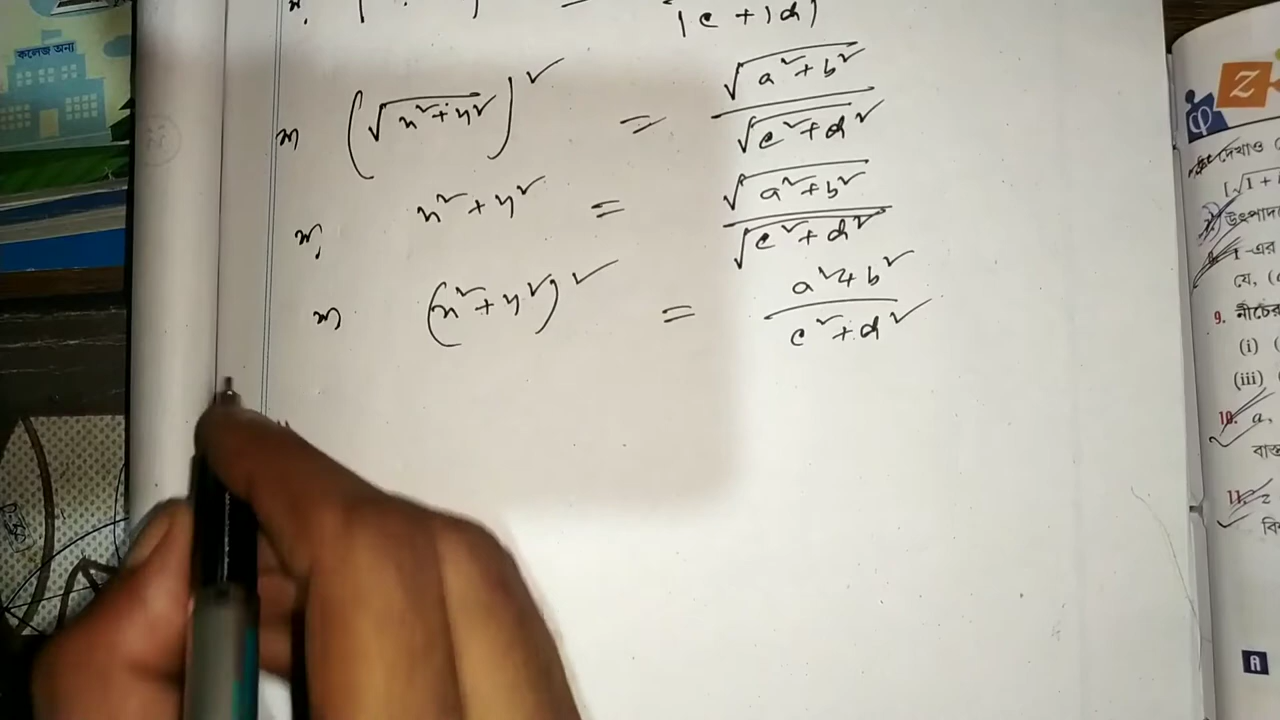 কলেজ অন্য
|c + id|
বা (√x²+y²)² = √a²+b² / √c²+d²
বা, x²+y² = √a²+b² / √c²+d²
বা (x²+y²)² = a²+b² / c²+d²
Z
φ
দেখাও
[√1+
উৎপাদ
1-এর
যে, (
9. নীচের
(i) (
(iii)
10. a,
বাস্ত
11. z
বি
A